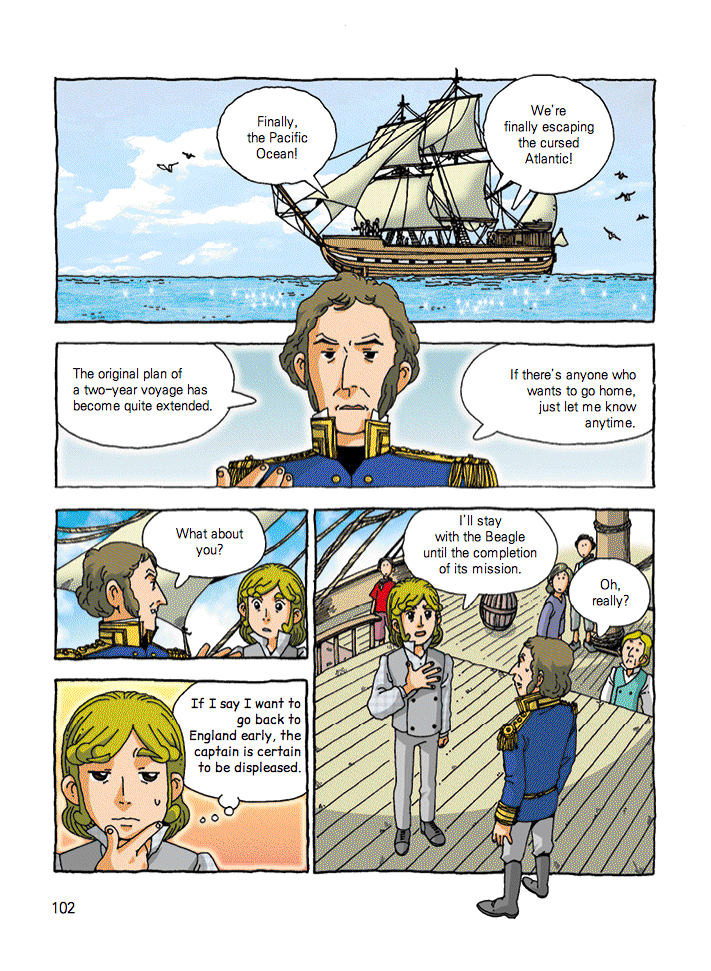 Finally,
the Pacific
Ocean!
We're
finally escaping
the cursed
Atlantic!
The original plan of
a two-year voyage has
become quite extended.
If there's anyone who
wants to go home,
just let me know
anytime.
What about
you?
If I say I want to
go back to
England early, the
captain is certain
to be displeased.
I'll stay
with the Beagle
until the completion
of its mission.
Oh,
really?
102